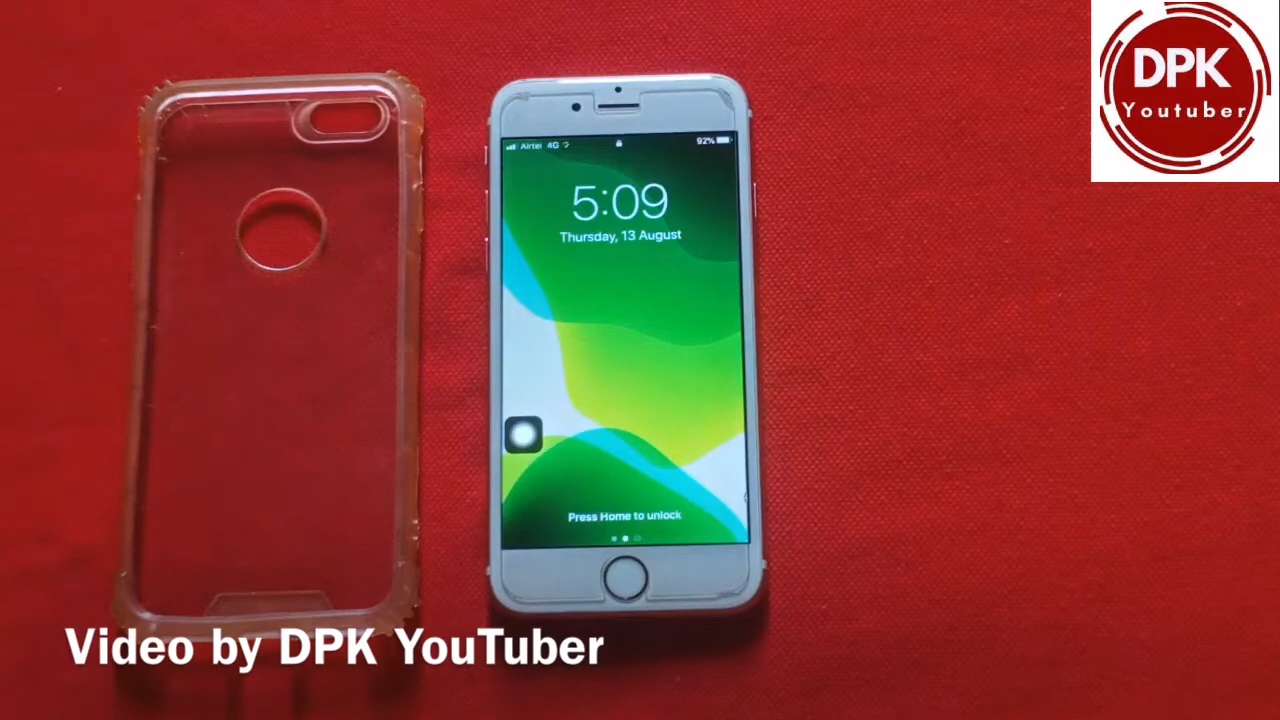 DPK
Youtuber
Airtel 4G 92%
5:09
Thursday, 13 August
Press Home to unlock
Video by DPK YouTuber